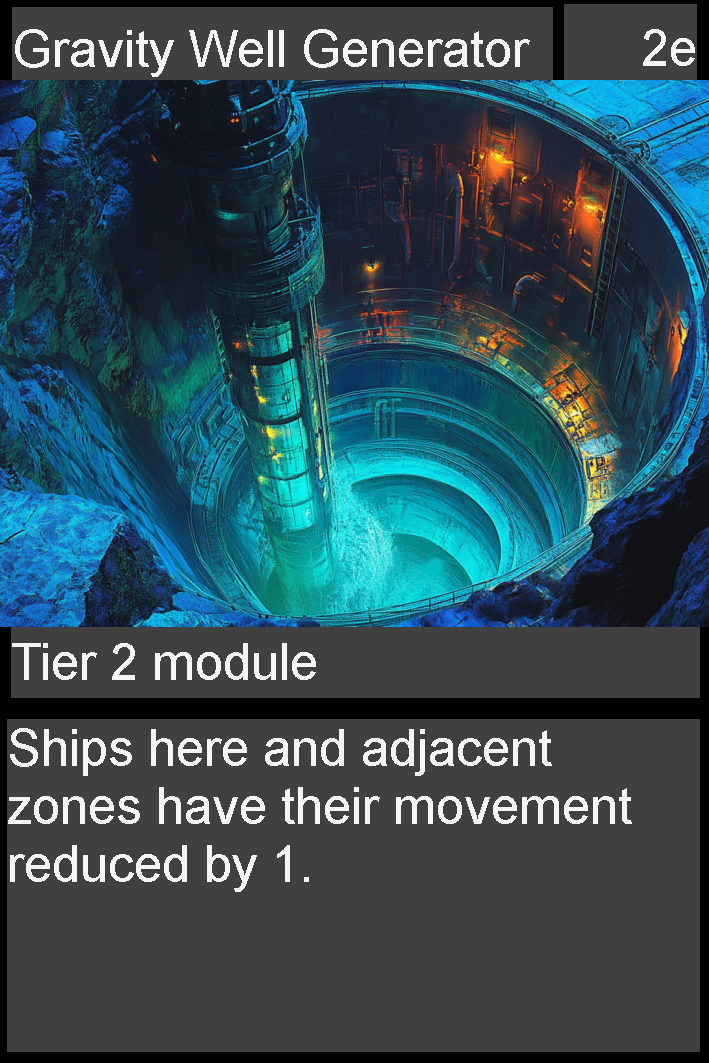 Gravity Well Generator 2e
Tier 2 module
Ships here and adjacent
zones have their movement
reduced by 1.